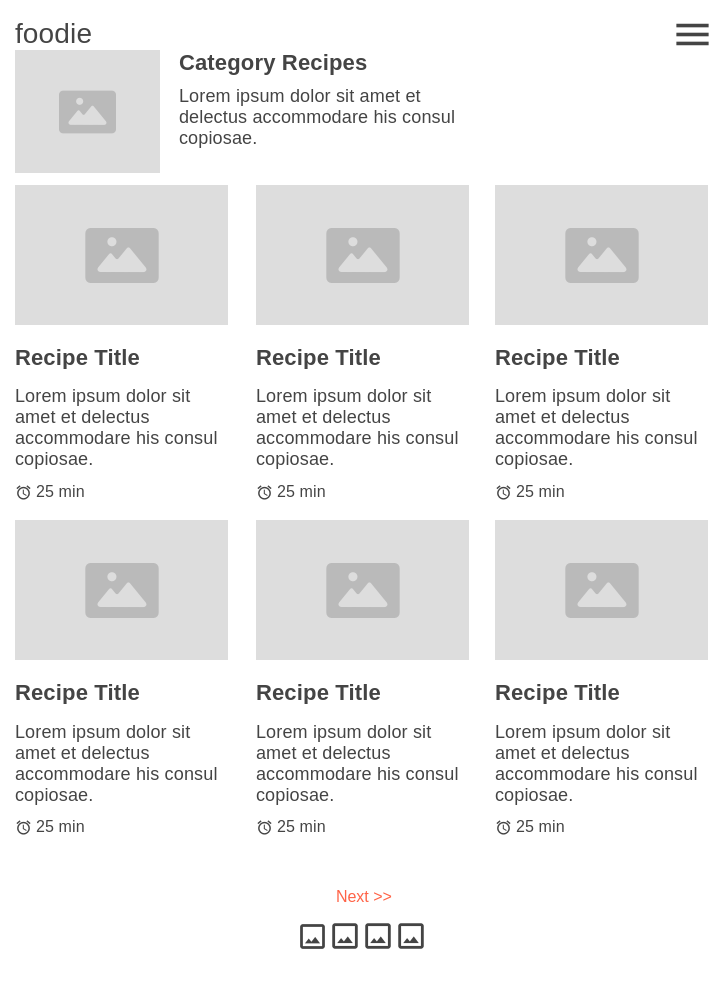 foodie
Category Recipes
Lorem ipsum dolor sit amet et
delectus accommodare his consul
copiosae.
Recipe Title
Lorem ipsum dolor sit
amet et delectus
accommodare his consul
copiosae.
25 min
Recipe Title
Lorem ipsum dolor sit
amet et delectus
accommodare his consul
copiosae.
25 min
Recipe Title
Lorem ipsum dolor sit
amet et delectus
accommodare his consul
copiosae.
25 min
Recipe Title
Lorem ipsum dolor sit
amet et delectus
accommodare his consul
copiosae.
25 min
Recipe Title
Lorem ipsum dolor sit
amet et delectus
accommodare his consul
copiosae.
25 min
Recipe Title
Lorem ipsum dolor sit
amet et delectus
accommodare his consul
copiosae.
25 min
Next >>